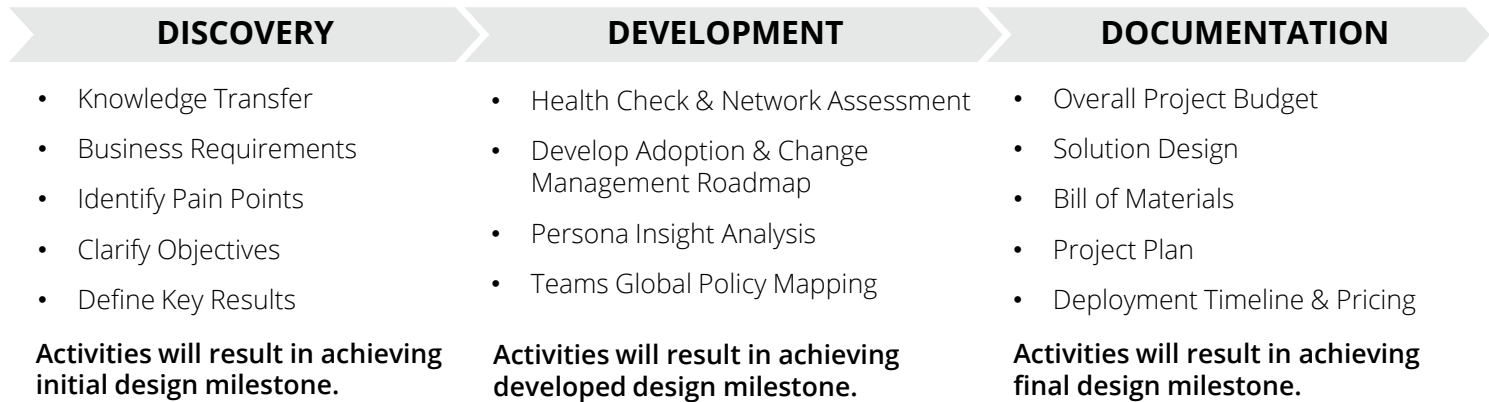 DISCOVERY
• Knowledge Transfer
• Business Requirements
• Identify Pain Points
• Clarify Objectives
• Define Key Results
Activities will result in achieving
initial design milestone.
DEVELOPMENT
• Health Check & Network Assessment
• Develop Adoption & Change
Management Roadmap
• Persona Insight Analysis
• Teams Global Policy Mapping
Activities will result in achieving
developed design milestone.
DOCUMENTATION
• Overall Project Budget
• Solution Design
• Bill of Materials
• Project Plan
• Deployment Timeline & Pricing
Activities will result in achieving
final design milestone.